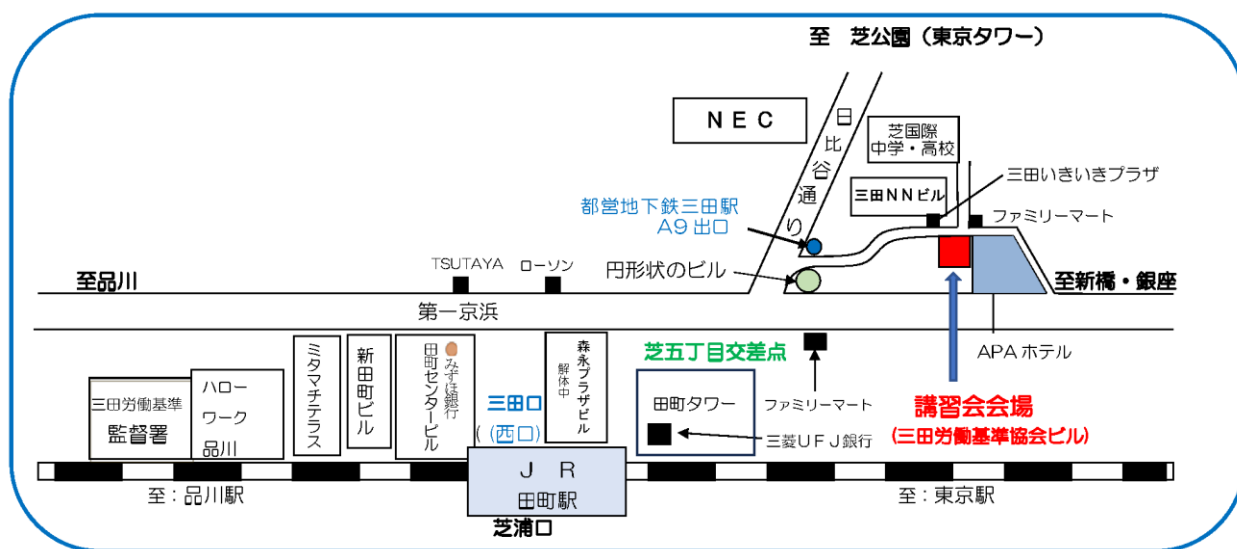 至 芝公園（東京タワー）
ＮＥＣ
日比谷通り
芝国際
中学・高校
三田いきいきプラザ
三田ＮＮビル
ファミリーマート
都営地下鉄三田駅
A9 出口
円形状のビル
TSUTAYA
ローソン
至品川
至新橋・銀座
第一京浜
APA ホテル
芝五丁目交差点
ファミリーマート
講習会会場
(三田労働基準協会ビル)
三田労働基準
監督署
ハロー
ワーク
品川
ミタマチテラス
新田町ビル
みずほ銀行
田町センタービル
三田口
( (西口)
森永プラザビル
解体中
田町タワー
三菱ＵＦＪ銀行
ＪＲ
田町駅
芝浦口
至：品川駅
至：東京駅